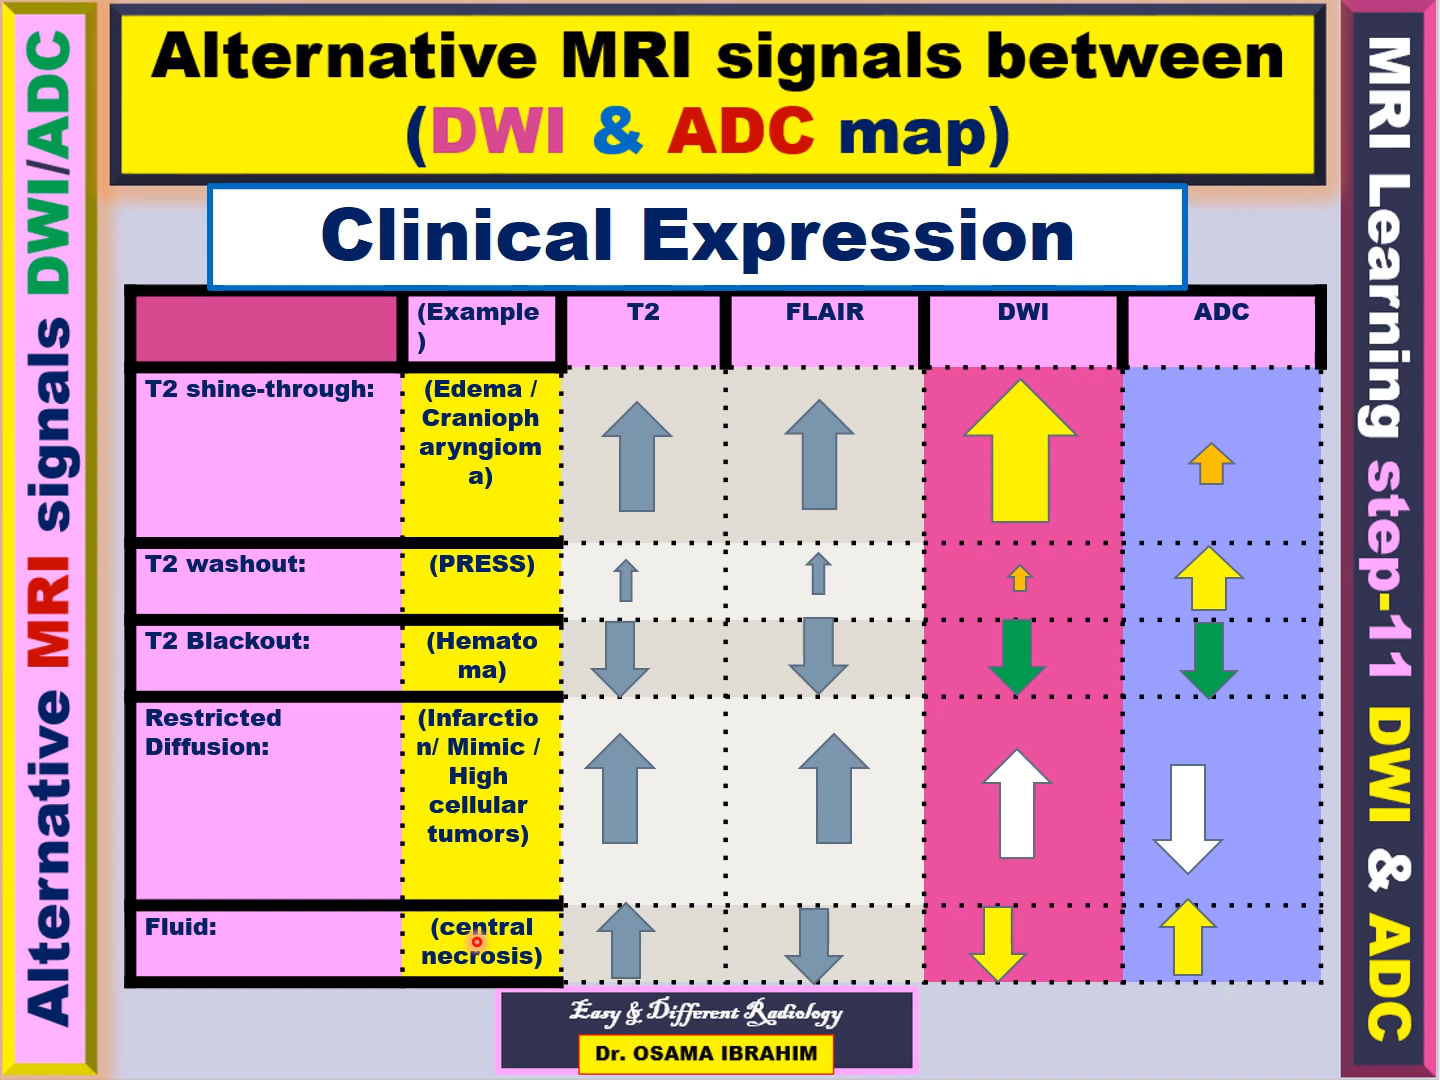 Alternative MRI signals between
(DWI & ADC map)
Clinical Expression
Alternative MRI signals DWI/ADC
(Example
)
T2
FLAIR
DWI
ADC
T2 shine-through:
(Edema /
Cranioph
aryngiom
a)
T2 washout:
(PRESS)
T2 Blackout:
(Hemato
ma)
Restricted
Diffusion:
(Infarctio
n/ Mimic /
High
cellular
tumors)
Fluid:
(central
necrosis)
MRI Learning step-11 DWI & ADC
Easy & Different Radiology
Dr. OSAMA IBRAHIM